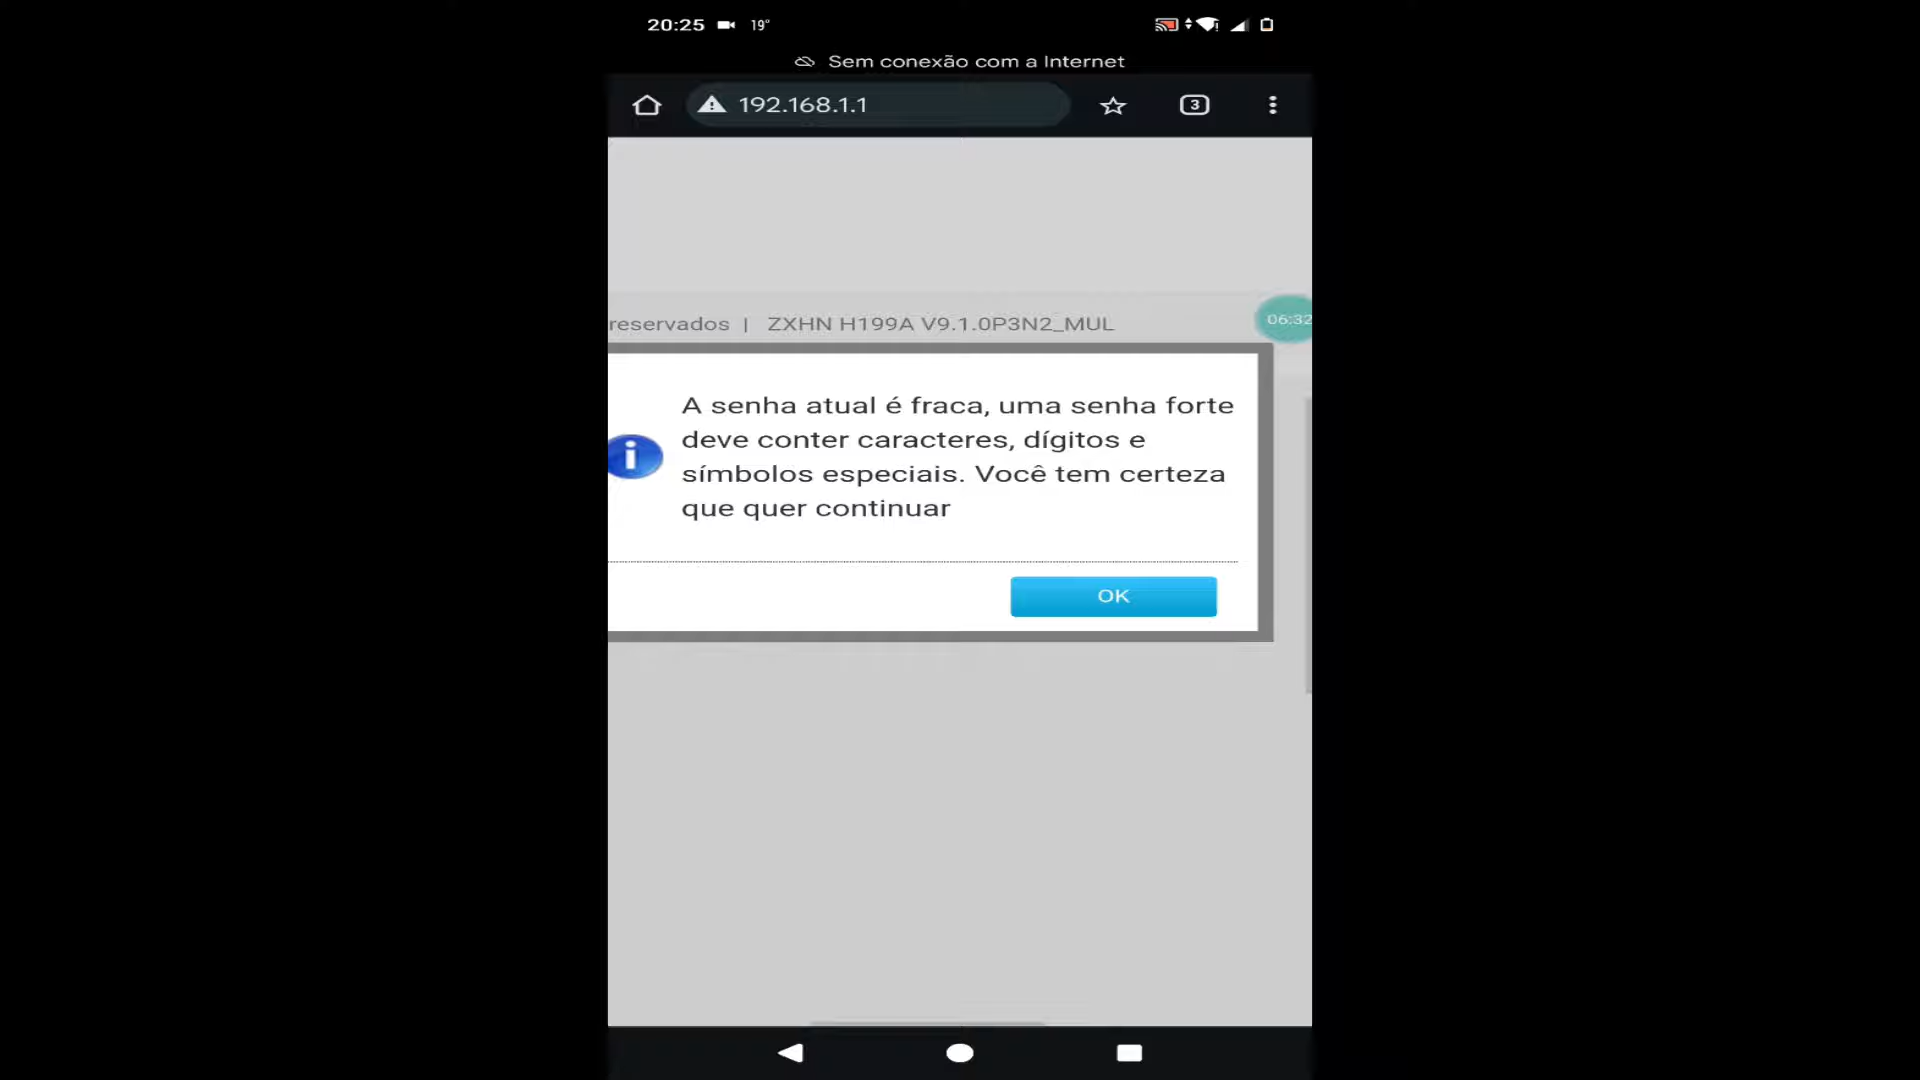 20:25 19°
Sem conexão com a Internet
192.168.1.1
3
reservados | ZXHN H199A V9.1.0P3N2_MUL
06:32
A senha atual é fraca, uma senha forte
deve conter caracteres, dígitos e
símbolos especiais. Você tem certeza
que quer continuar
OK